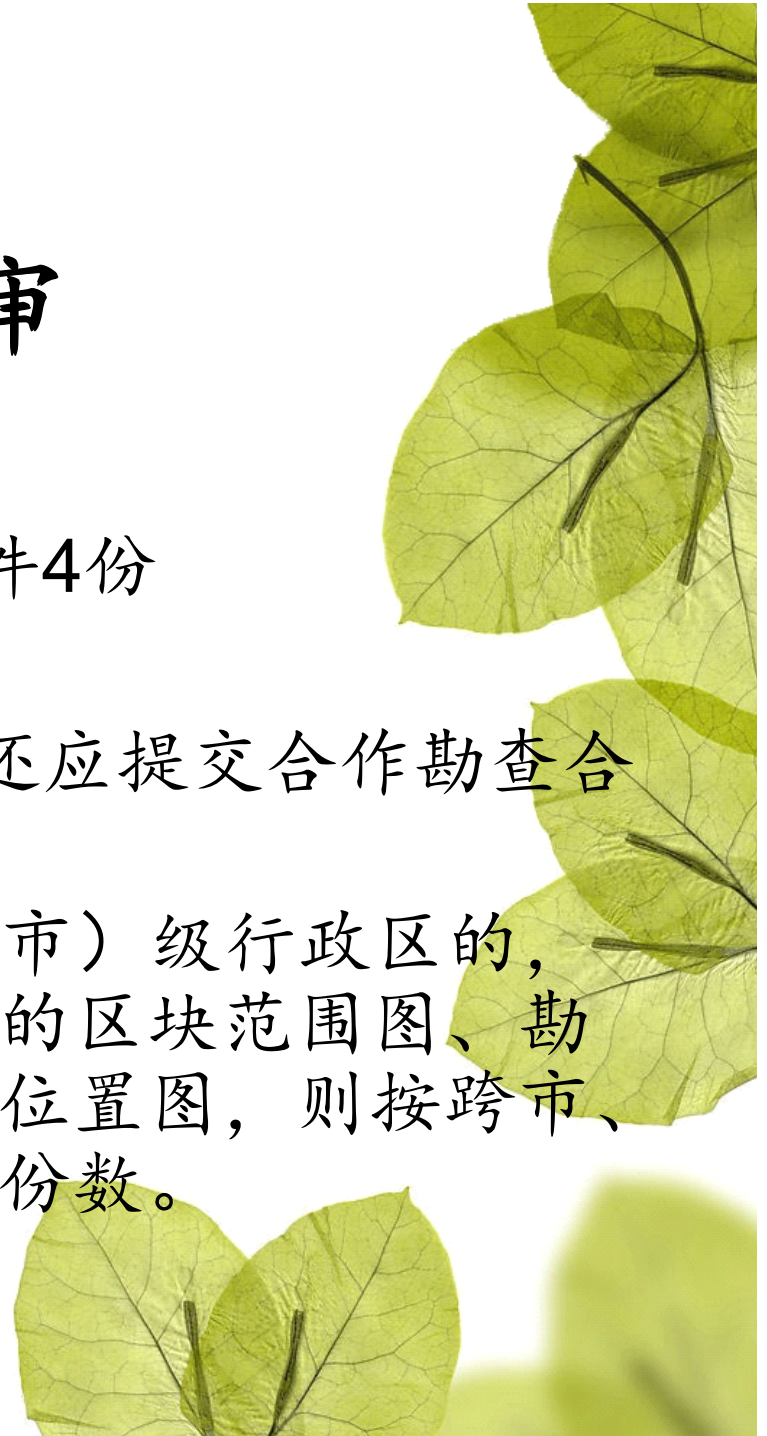 审
件4份
还应提交合作勘查合
市）级行政区的，
的区块范围图、勘
位置图，则按跨市、
份数。